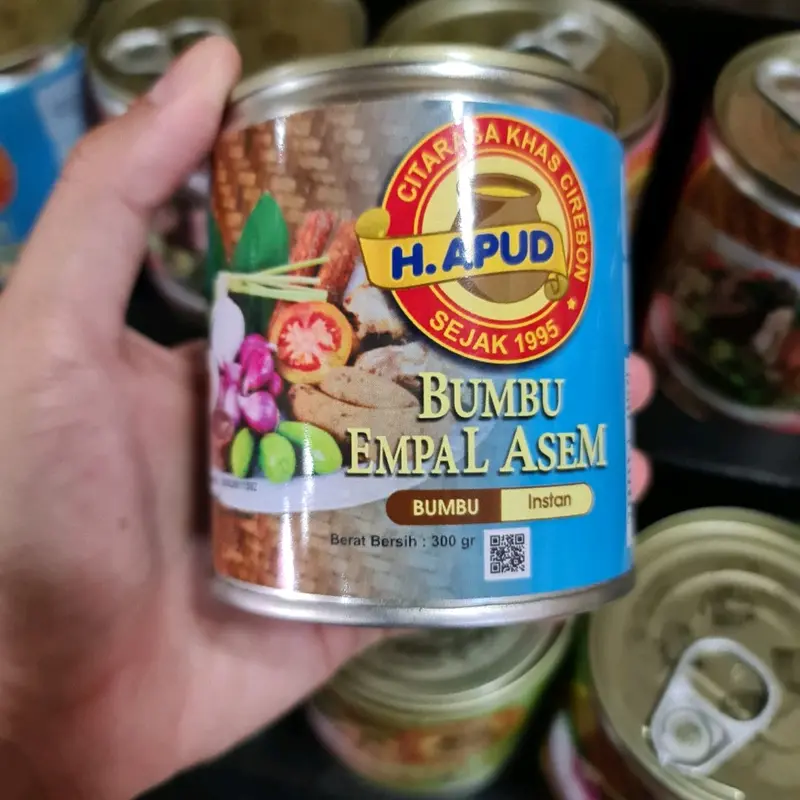 CITARASA KHAS CIREBON
H. APUD
SEJAK 1995
BUMBU
EMPAL ASEM
BUMBU Instan
Berat Bersih : 300 gr